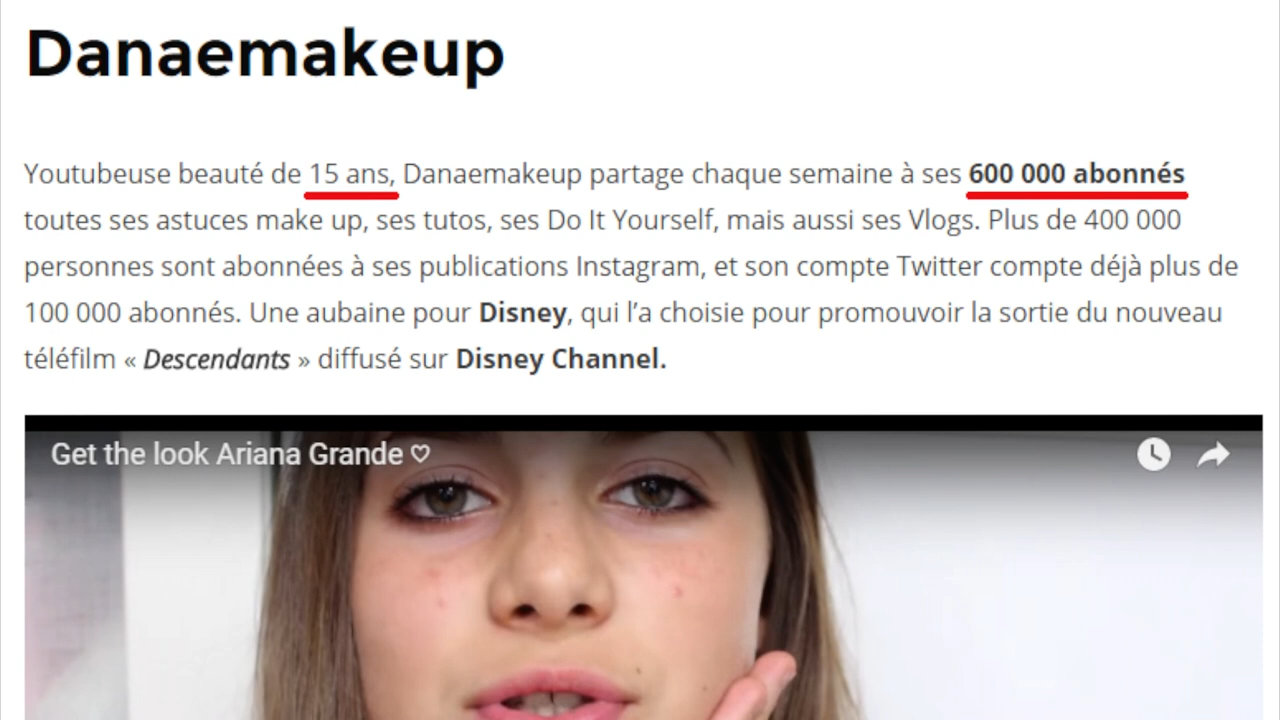 Danaemakeup
Youtubeuse beauté de 15 ans, Danaemakeup partage chaque semaine à ses 600 000 abonnés
toutes ses astuces make up, ses tutos, ses Do It Yourself, mais aussi ses Vlogs. Plus de 400 000
personnes sont abonnées à ses publications Instagram, et son compte Twitter compte déjà plus de
100 000 abonnés. Une aubaine pour Disney, qui l’a choisie pour promouvoir la sortie du nouveau
téléfilm « Descendants » diffusé sur Disney Channel.
Get the look Ariana Grande ♡